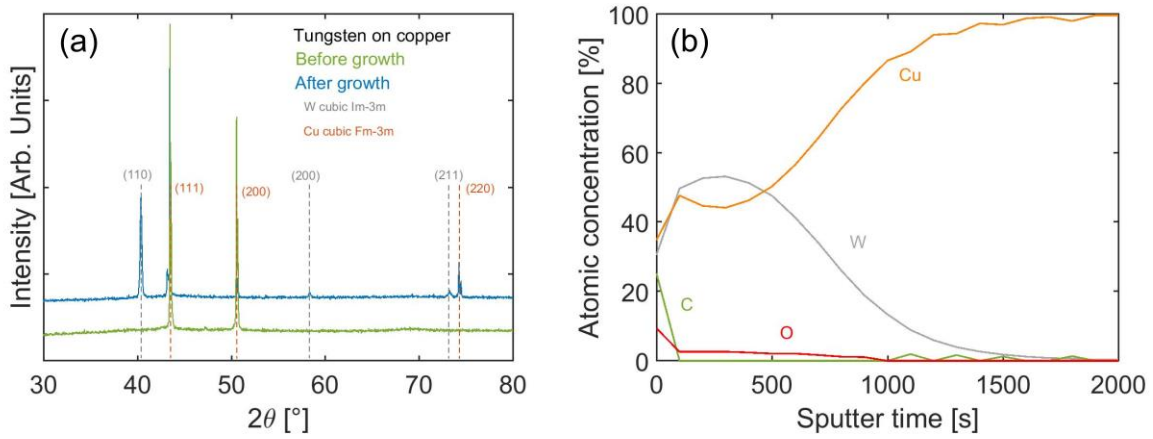 (a)
Tungsten on copper
Before growth
After growth
W cubic Im-3m
Cu cubic Fm-3m
(110)
(111)
(200)
(200)
(211)
(220)
Intensity [Arb. Units]
30 40 50 60 70 80
2θ [°]
(b)
Cu
W
C
O
Atomic concentration [%]
100
80
60
40
20
0
0 500 1000 1500 2000
Sputter time [s]